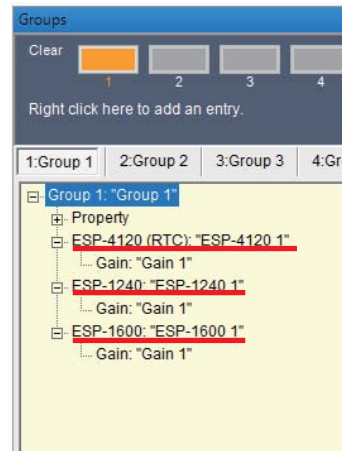 Groups
Clear
1 2 3 4
Right click here to add an entry.
1:Group 1 2:Group 2 3:Group 3 4:Gr
Group 1: "Group 1"
Property
ESP-4120 (RTC): "ESP-4120 1"
Gain: "Gain 1"
ESP-1240: "ESP-1240 1"
Gain: "Gain 1"
ESP-1600: "ESP-1600 1"
Gain: "Gain 1"